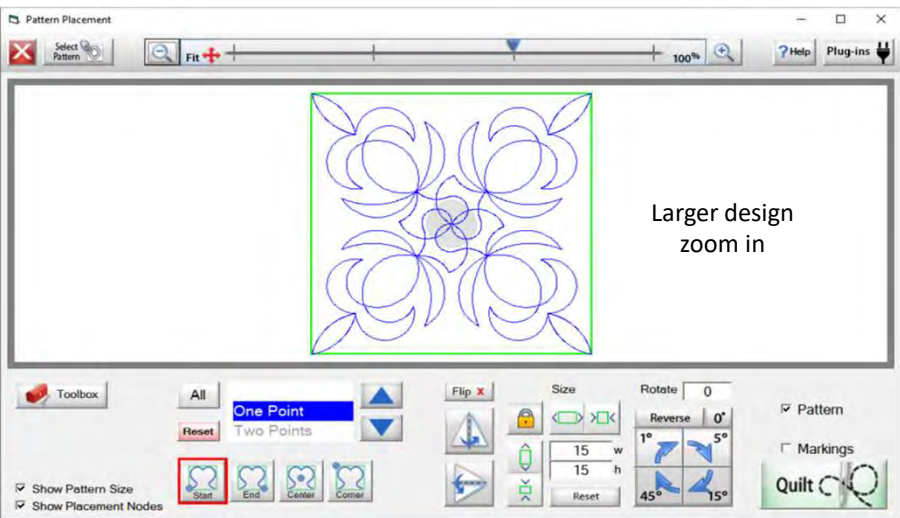 Pattern Placement
Select Pattern
Fit
100%
?Help
Plug-ins
Larger design
zoom in
Toolbox
All
Reset
One Point
Two Points
Start
End
Center
Corner
Show Pattern Size
Show Placement Nodes
Flip X
Size
15 w
15 h
Reset
Rotate 0
Reverse 0°
1° 5°
45° 15°
Pattern
Markings
Quilt